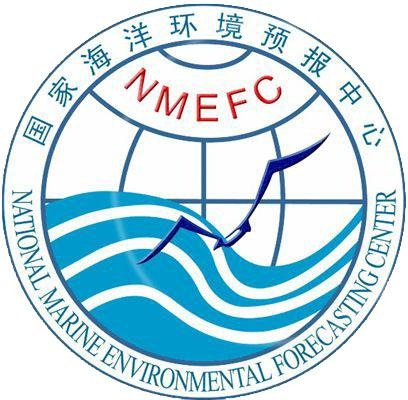 国家海洋环境预报中心
NMEFC
NATIONAL MARINE ENVIRONMENTAL FORECASTING CENTER